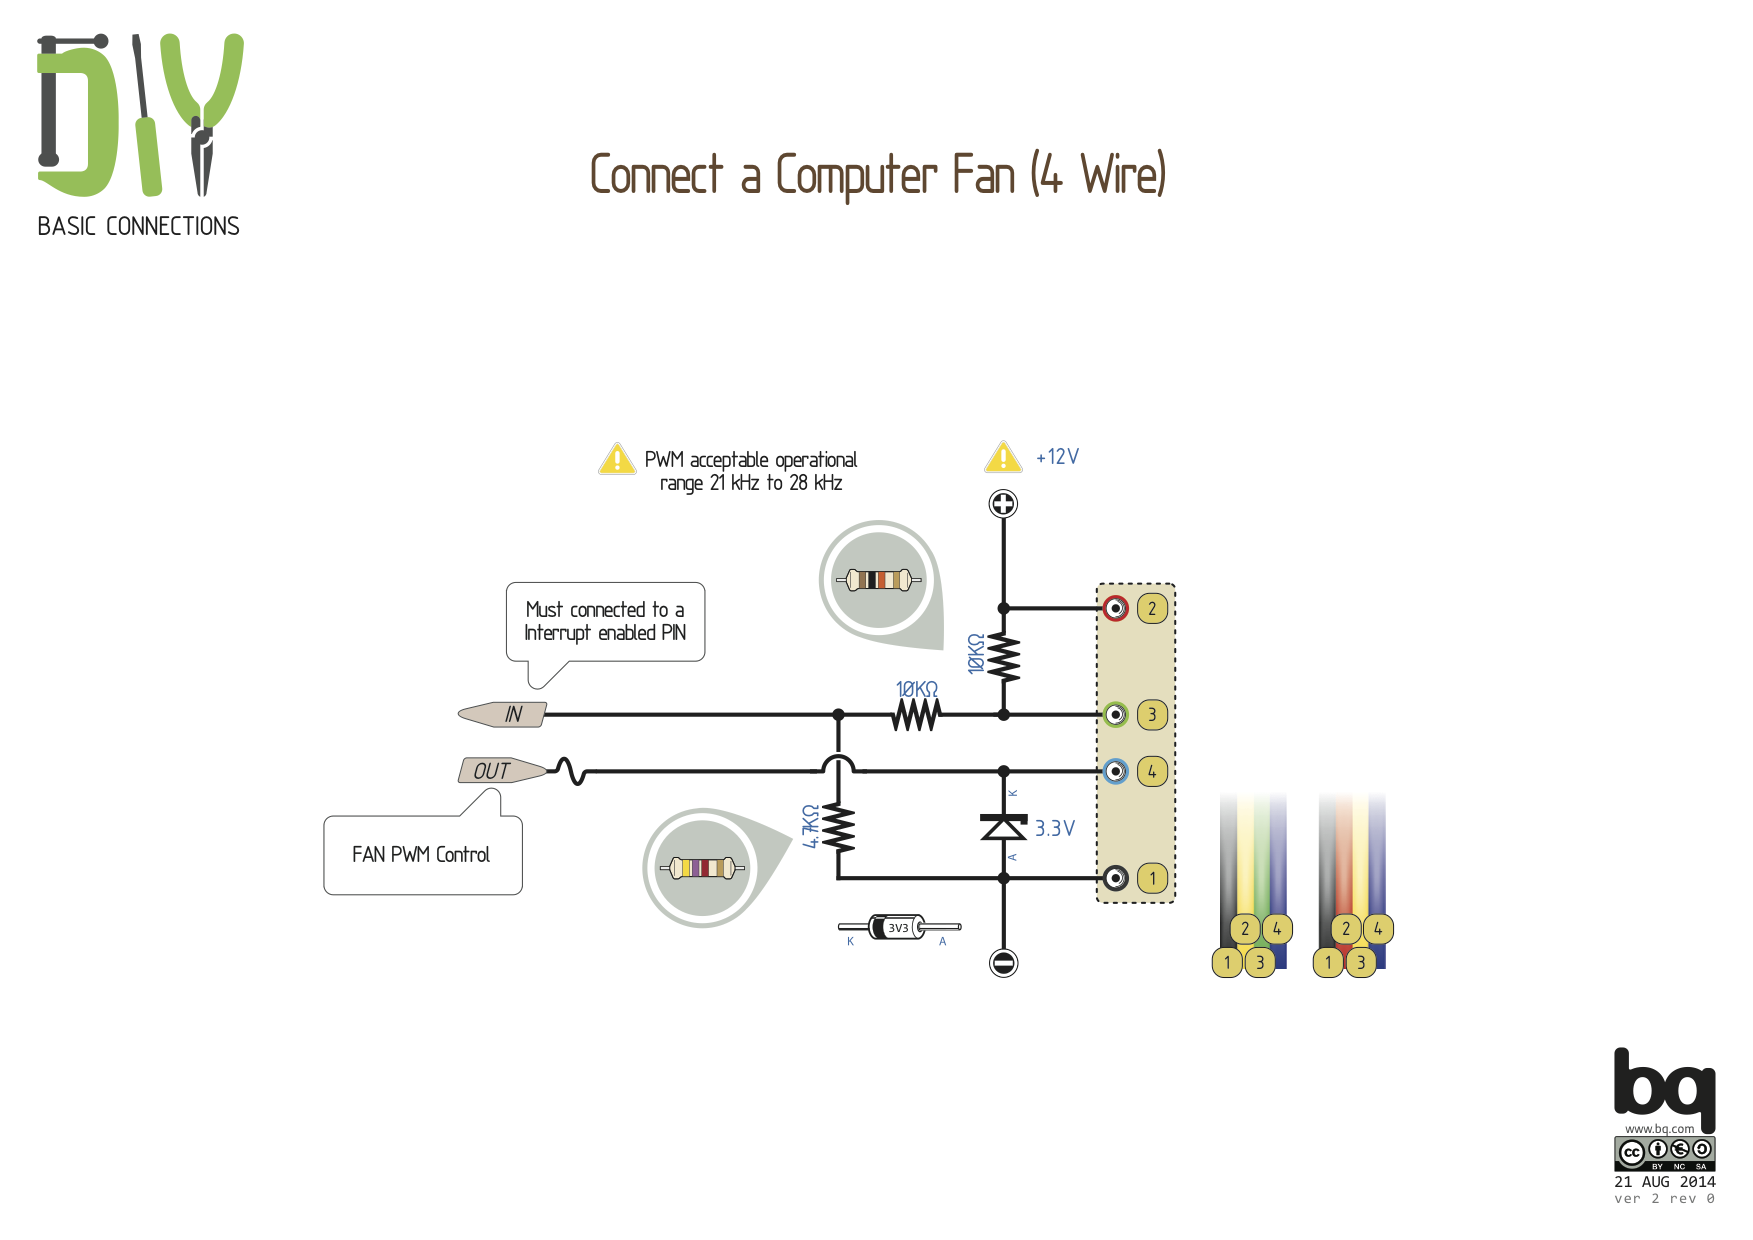 DIY
BASIC CONNECTIONS
Connect a Computer Fan (4 Wire)
PWM acceptable operational
range 21 kHz to 28 kHz
+12V
Must connected to a
Interrupt enabled PIN
2
10KΩ
10KΩ
IN
3
OUT
4
K
4.7KΩ
3.3V
FAN PWM Control
A
1
3V3
K
A
2
4
1
3
2
4
1
3
bq
www.bq.com
cc
BY NC SA
21 AUG 2014
ver 2 rev 0